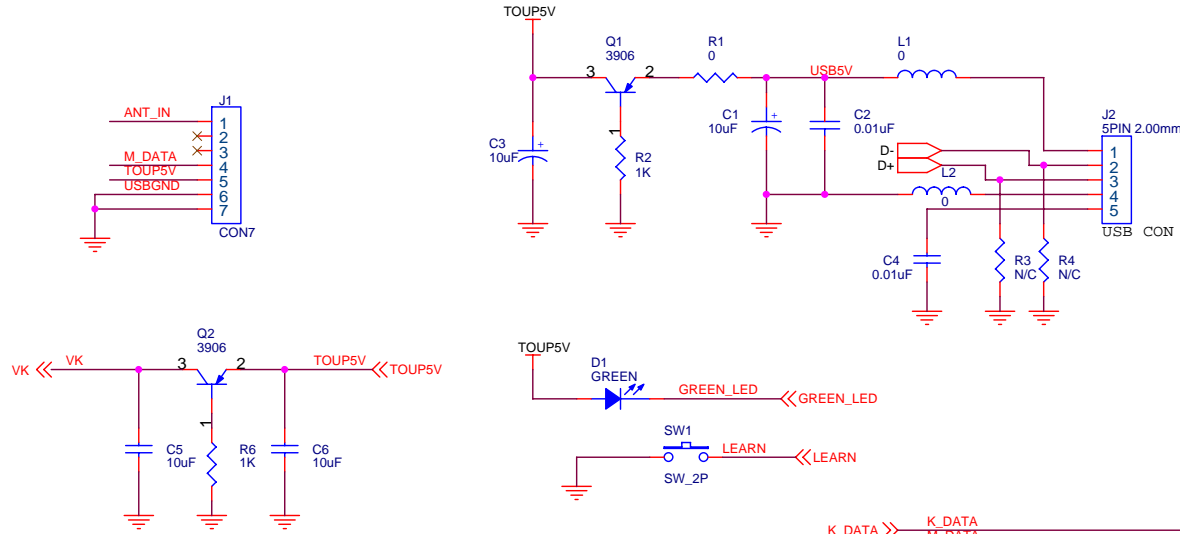 TOUP5V
Q1
3906
R1
0
L1
0
3
2
USB5V
J1
ANT_IN
1
2
3
M_DATA
4
TOUP5V
5
USBGND
6
7
CON7
C3
10uF
+
1
R2
1K
C1
10uF
+
C2
0.01uF
J2
5PIN 2.00mm
D-
D+
1
2
3
4
5
L2
0
USB CON
C4
0.01uF
R3
N/C
R4
N/C
Q2
3906
VK
VK
3
2
TOUP5V
TOUP5V
1
C5
10uF
R6
1K
C6
10uF
TOUP5V
D1
GREEN
GREEN_LED
GREEN_LED
SW1
LEARN
LEARN
SW_2P
K_DATA
K_DATA